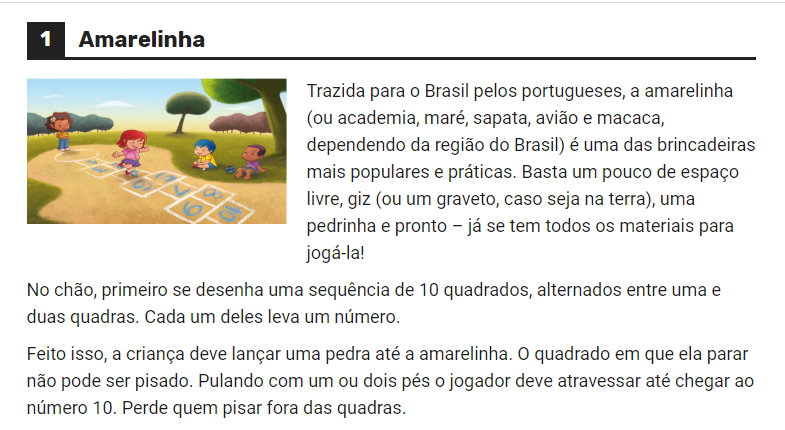 1 Amarelinha
Trazida para o Brasil pelos portugueses, a amarelinha
(ou academia, maré, sapata, avião e macaca,
dependendo da região do Brasil) é uma das brincadeiras
mais populares e práticas. Basta um pouco de espaço
livre, giz (ou um graveto, caso seja na terra), uma
pedrinha e pronto – já se tem todos os materiais para
jogá-la!
No chão, primeiro se desenha uma sequência de 10 quadrados, alternados entre uma e
duas quadras. Cada um deles leva um número.
Feito isso, a criança deve lançar uma pedra até a amarelinha. O quadrado em que ela parar
não pode ser pisado. Pulando com um ou dois pés o jogador deve atravessar até chegar ao
número 10. Perde quem pisar fora das quadras.